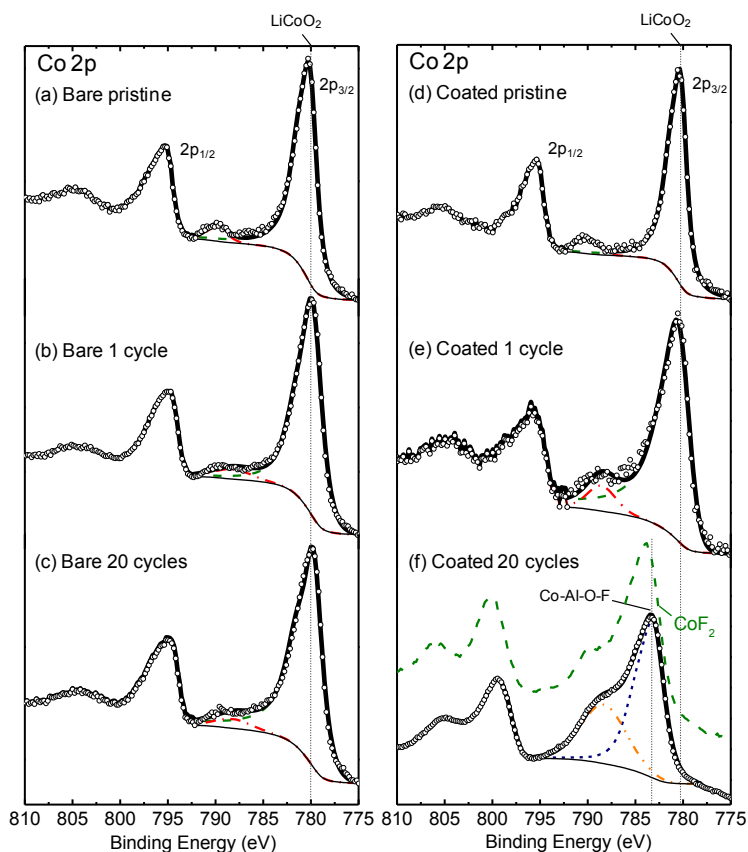 LiCoO2
Co 2p
(a) Bare pristine
2p3/2
2p1/2
(b) Bare 1 cycle
(c) Bare 20 cycles
810 805 800 795 790 785 780 775
Binding Energy (eV)
LiCoO2
Co 2p
(d) Coated pristine
2p3/2
2p1/2
(e) Coated 1 cycle
(f) Coated 20 cycles
Co-Al-O-F
CoF2
810 805 800 795 790 785 780 775
Binding Energy (eV)